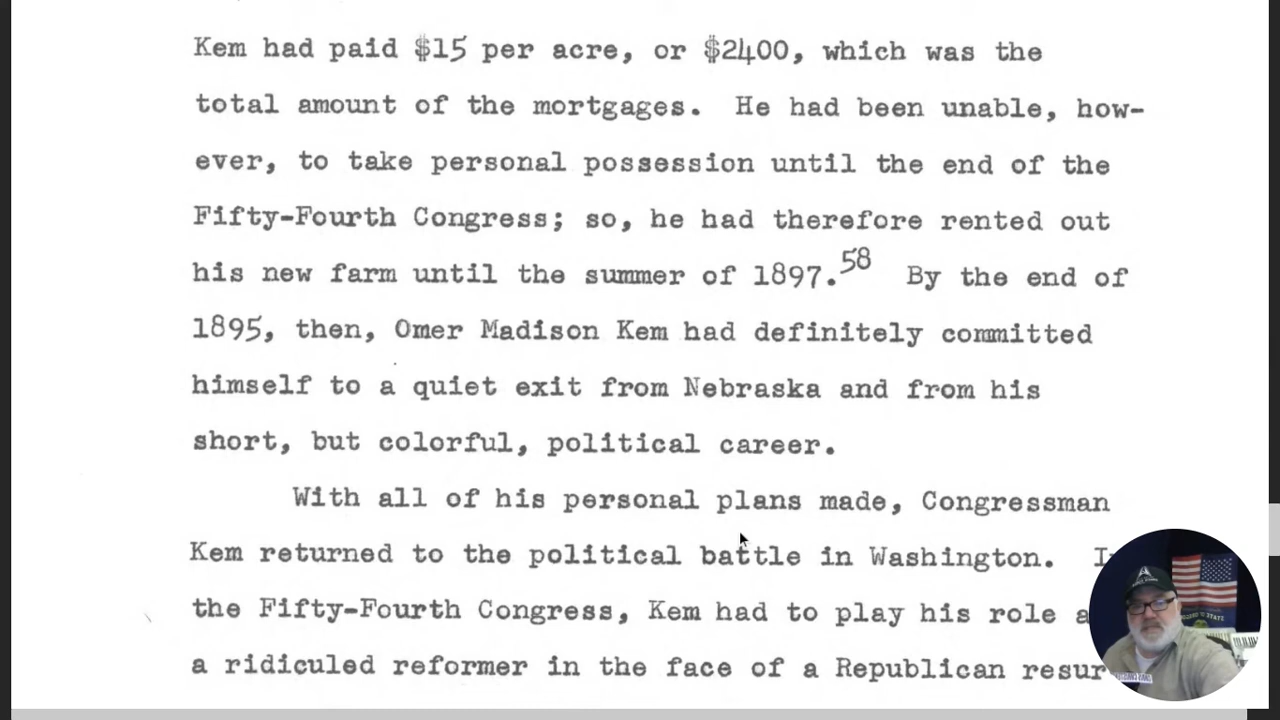 Kem had paid $15 per acre, or $2400, which was the
total amount of the mortgages. He had been unable, how-
ever, to take personal possession until the end of the
Fifty-Fourth Congress; so, he had therefore rented out
his new farm until the summer of 1897.58 By the end of
1895, then, Omer Madison Kem had definitely committed
himself to a quiet exit from Nebraska and from his
short, but colorful, political career.
With all of his personal plans made, Congressman
Kem returned to the political battle in Washington.
the Fifty-Fourth Congress, Kem had to play his role
a ridiculed reformer in the face of a Republican resur